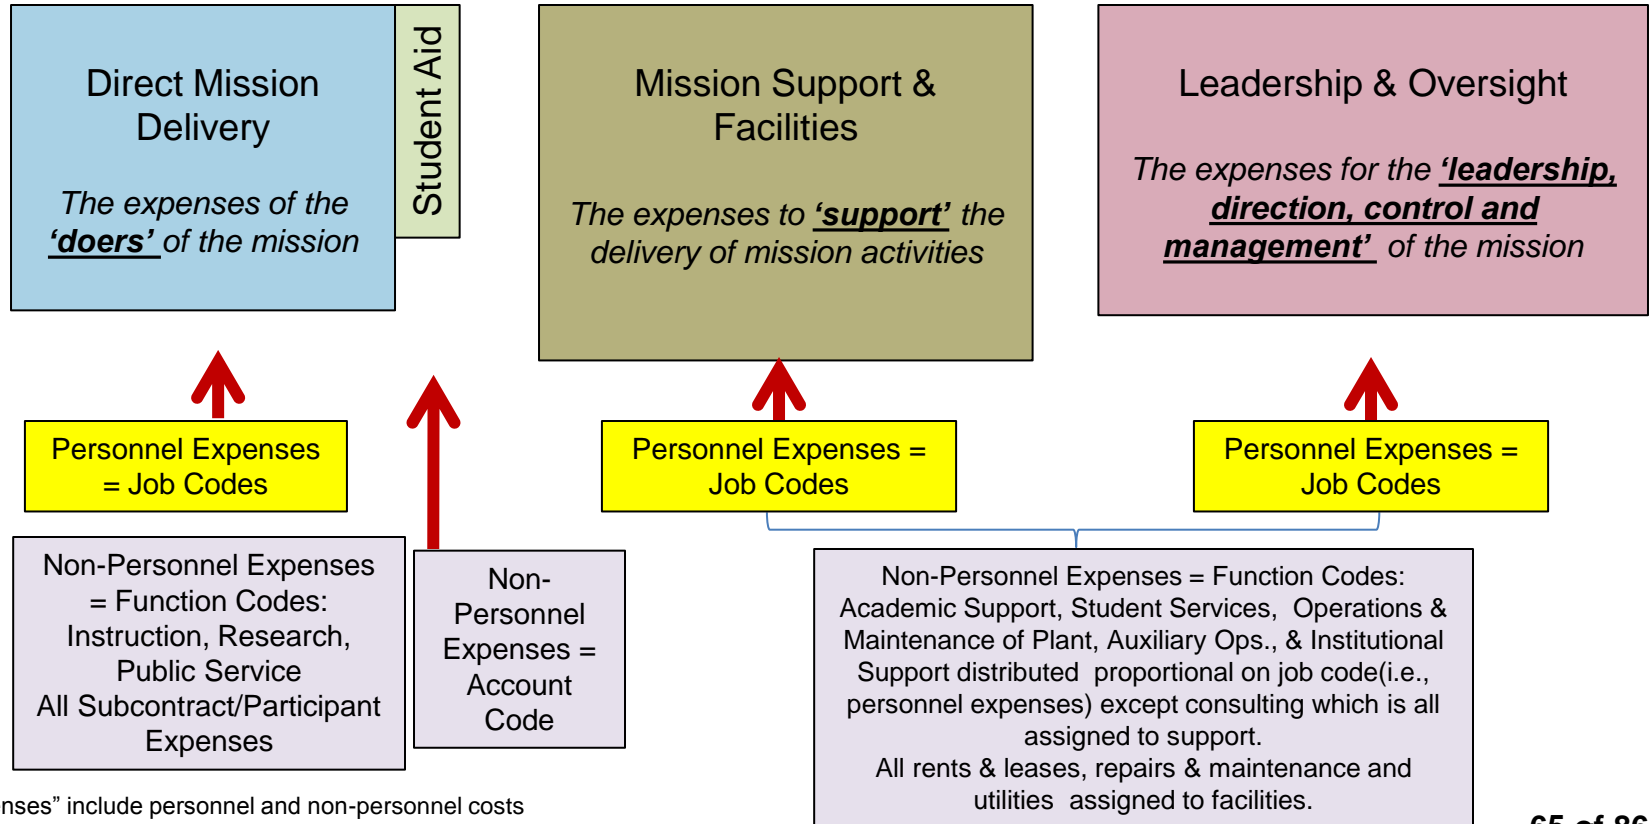 Direct Mission
Delivery
The expenses of the
‘doers’ of the mission
Student Aid
Mission Support &
Facilities
The expenses to ‘support’ the
delivery of mission activities
Leadership & Oversight
The expenses for the ‘leadership,
direction, control and
management’ of the mission
Personnel Expenses
= Job Codes
Personnel Expenses =
Job Codes
Personnel Expenses =
Job Codes
Non-Personnel Expenses
= Function Codes:
Instruction, Research,
Public Service
All Subcontract/Participant
Expenses
Non-
Personnel
Expenses =
Account
Code
Non-Personnel Expenses = Function Codes:
Academic Support, Student Services, Operations &
Maintenance of Plant, Auxiliary Ops., & Institutional
Support distributed proportional on job code(i.e.,
personnel expenses) except consulting which is all
assigned to support.
All rents & leases, repairs & maintenance and
utilities assigned to facilities.
include personnel and non-personnel costs
65 of 86